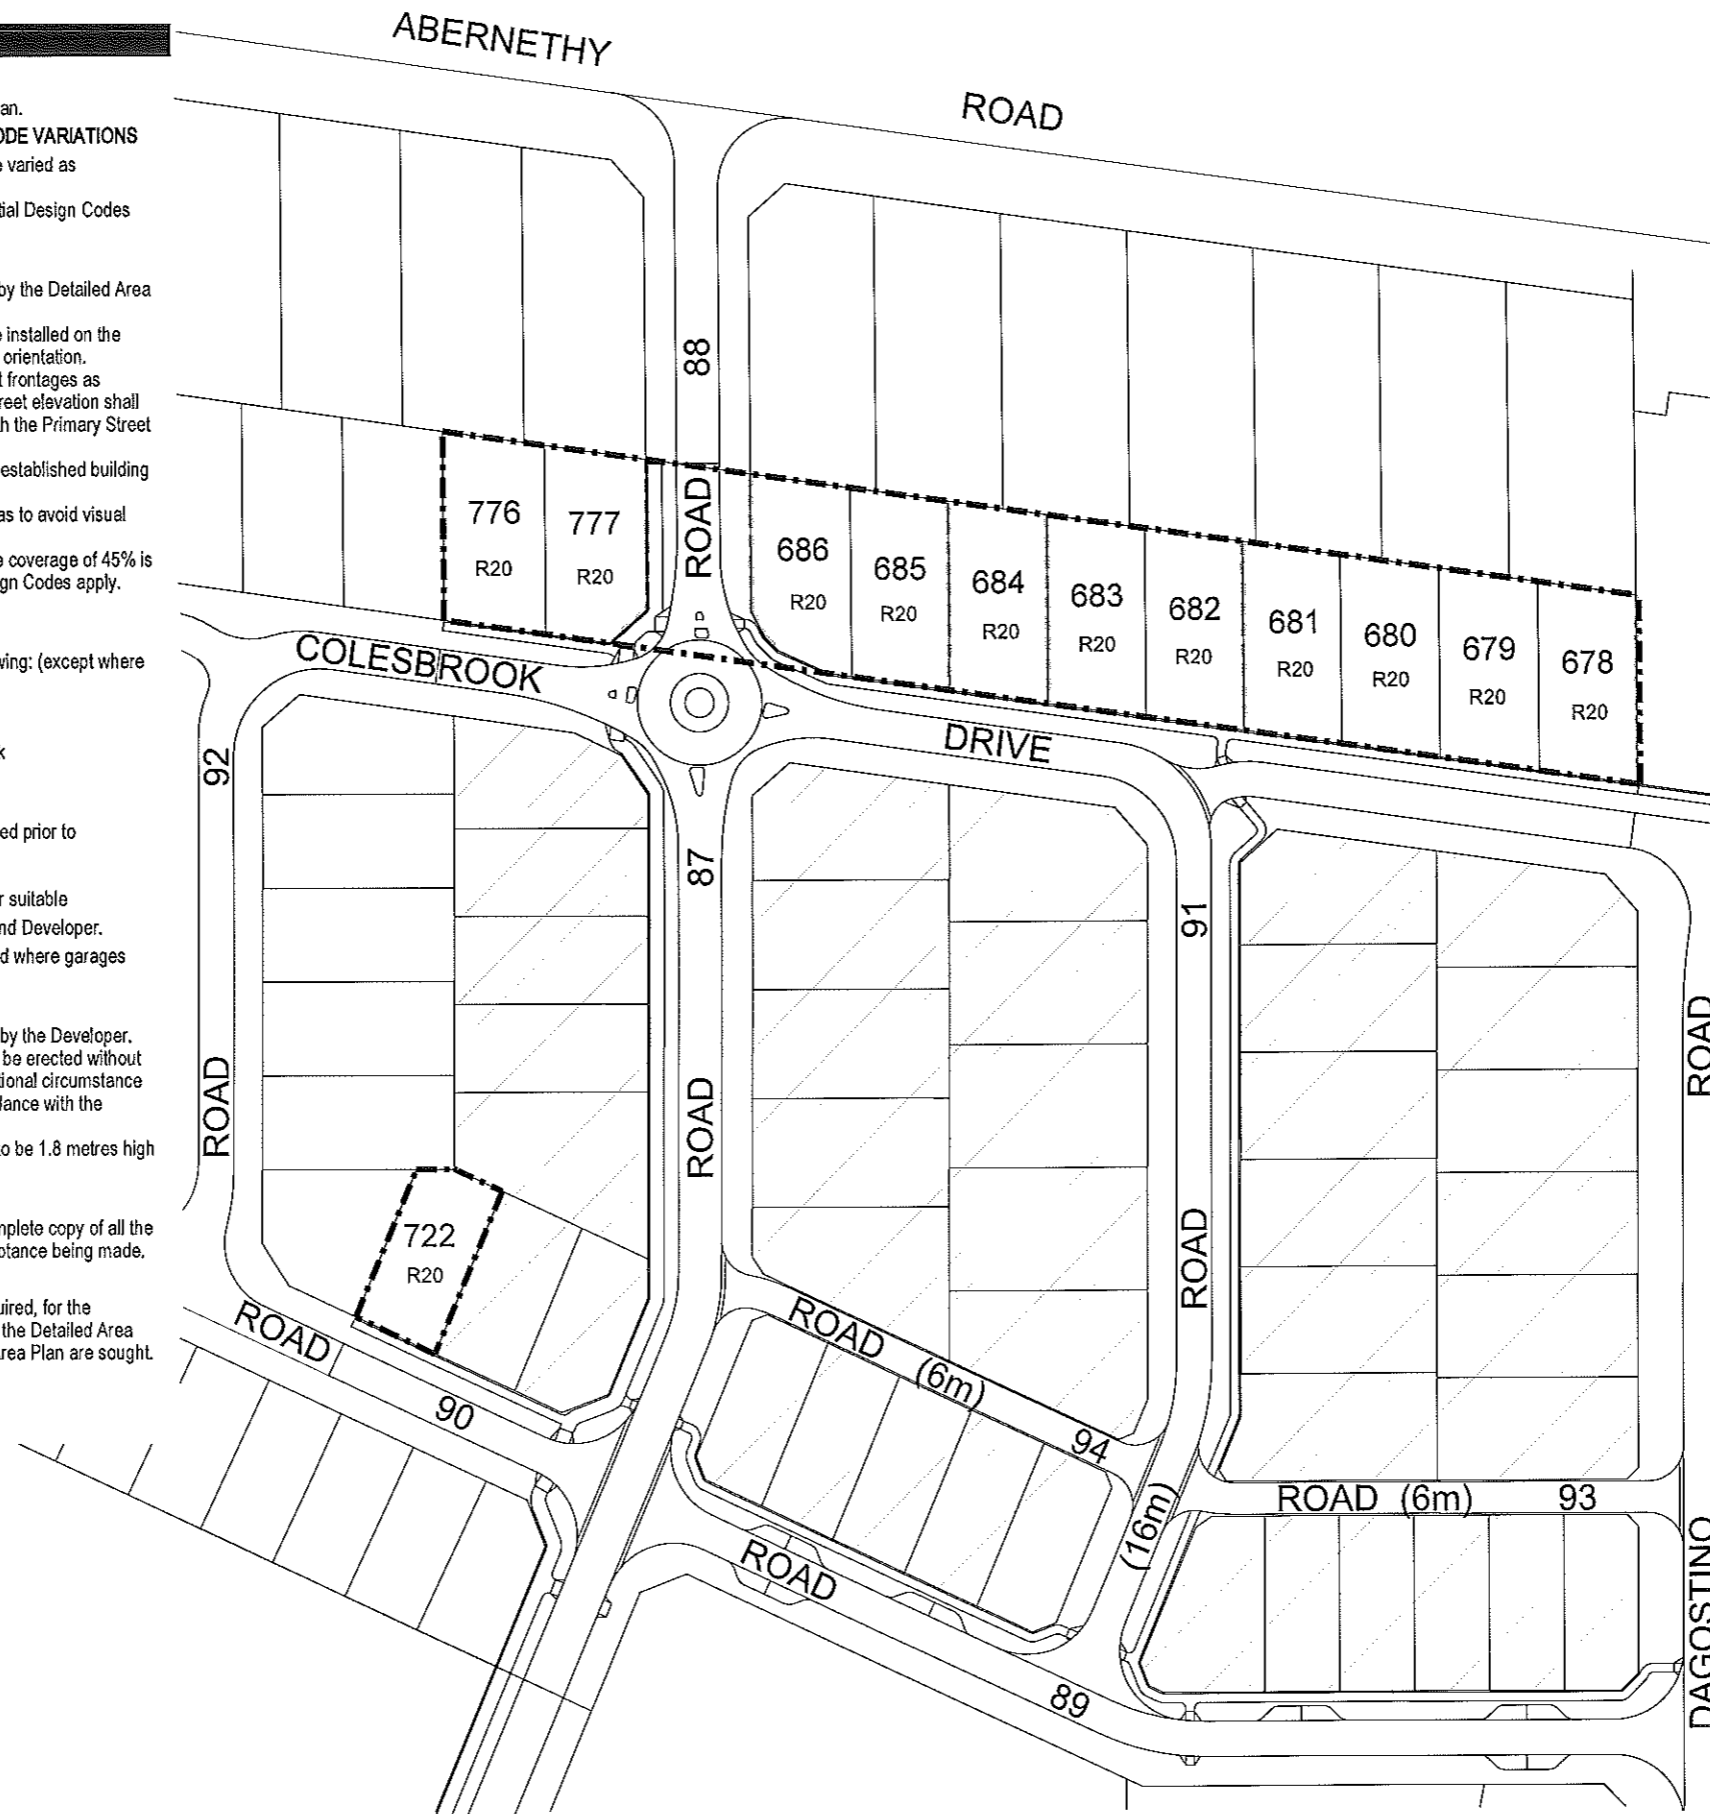 an.
ODE VARIATIONS
e varied as
tial Design Codes
by the Detailed Area
e installed on the
orientation.
t frontages as
reet elevation shall
h the Primary Street
established building
as to avoid visual
e coverage of 45% is
gn Codes apply.
wing: (except where
k
ed prior to
r suitable
nd Developer.
d where garages
by the Developer.
be erected without
tional circumstance
dance with the
o be 1.8 metres high
mplete copy of all the
otance being made.
uired, for the
the Detailed Area
rea Plan are sought.
ABERNETHY
ROAD
88
ROAD
776
R20
777
R20
686
R20
685
R20
684
R20
683
R20
682
R20
681
R20
680
R20
679
R20
678
R20
COLESBROOK
DRIVE
92
ROAD
87
ROAD
91
ROAD
ROAD
722
R20
ROAD
90
ROAD (6m)
94
(16m)
ROAD (6m) 93
ROAD
89
DAGOSTINO